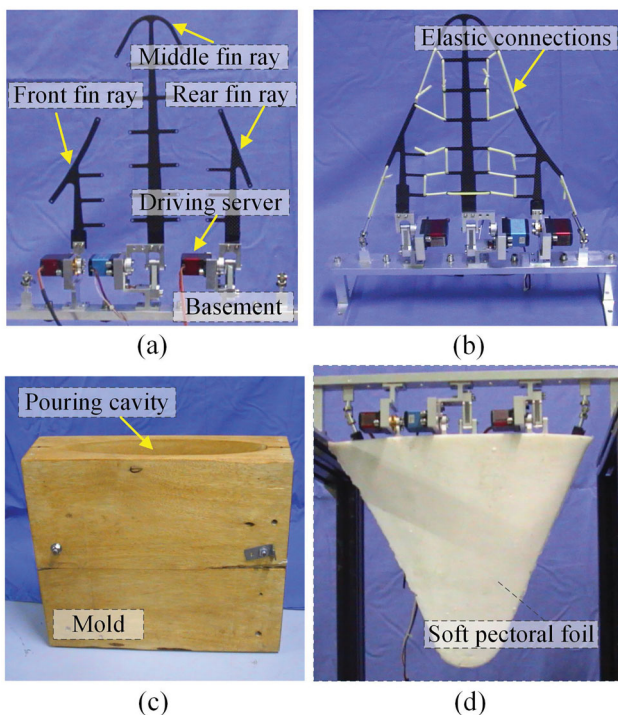 Middle fin ray
Front fin ray
Rear fin ray
Driving server
Basement
(a)
Elastic connections
(b)
Pouring cavity
Mold
(c)
Soft pectoral foil
(d)